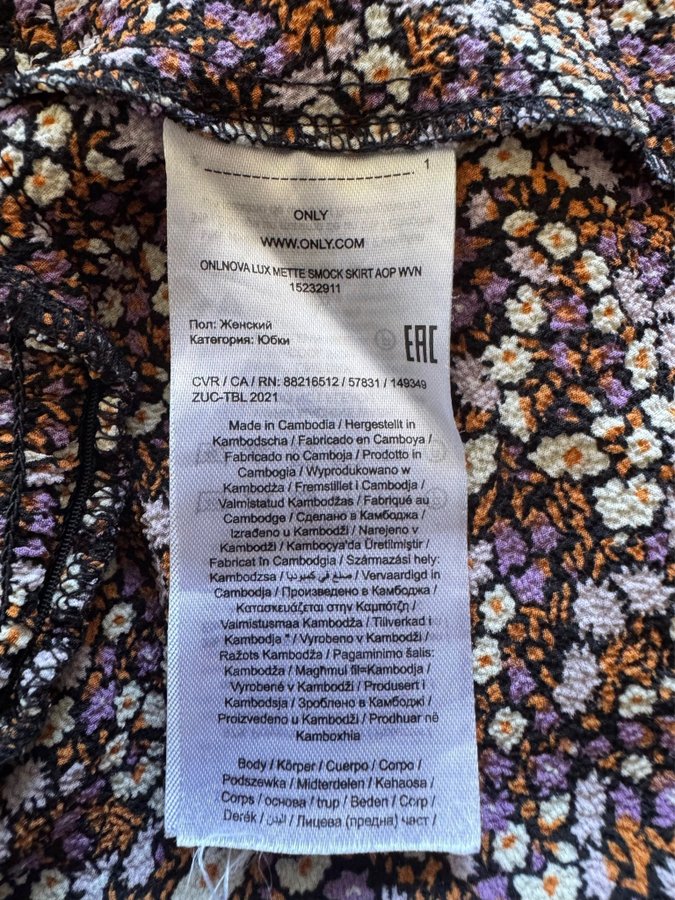 1
ONLY
WWW.ONLY.COM
ONLNOVA LUX METTE SMOCK SKIRT AOP WVN
15232911
Пол: Женский
Категория: Юбки
EAC
CVR / CA / RN: 88216512 / 57831 / 149349
ZUC-TBL 2021
Made in Cambodia / Hergestellt in
Kambodscha / Fabricado en Camboya /
Fabricado no Camboja / Prodotto in
Cambogia / Wyprodukowano w
Kambodża / Fremstillet i Cambodja /
Valmistatud Kambodžas / Fabriqué au
Cambodge / Сделано в Камбоджа /
Izrađeno u Kambodži / Narejeno v
Kambodži / Kamboçya'da Üretilmiştir /
Fabricat în Cambodgia / Származási hely:
Kambodzsa / صنع في كمبوديا / Vervaardigd in
Cambodja / Произведено в Камбоджа /
Κατασκευάζεται στην Καμπότζη /
Valmistusmaa Kambodža / Tillverkad i
Kambodja " / Vyrobeno v Kambodži /
Ražots Kambodža / Pagaminimo šalis:
Kambodža / Magħmul fil=Kambodja /
Vyrobené v Kambodži / Produsert i
Kambodsja / Зроблено в Камбоджі /
Proizvedeno u Kambodži / Prodhuar në
Kamboxhia
Body / Körper / Cuerpo / Corpo /
Podszewka / Midterdelen / Kehaosa /
Corps / основа / trup / Beden / Corp /
Derék / البدن / Лицева (предна) част /